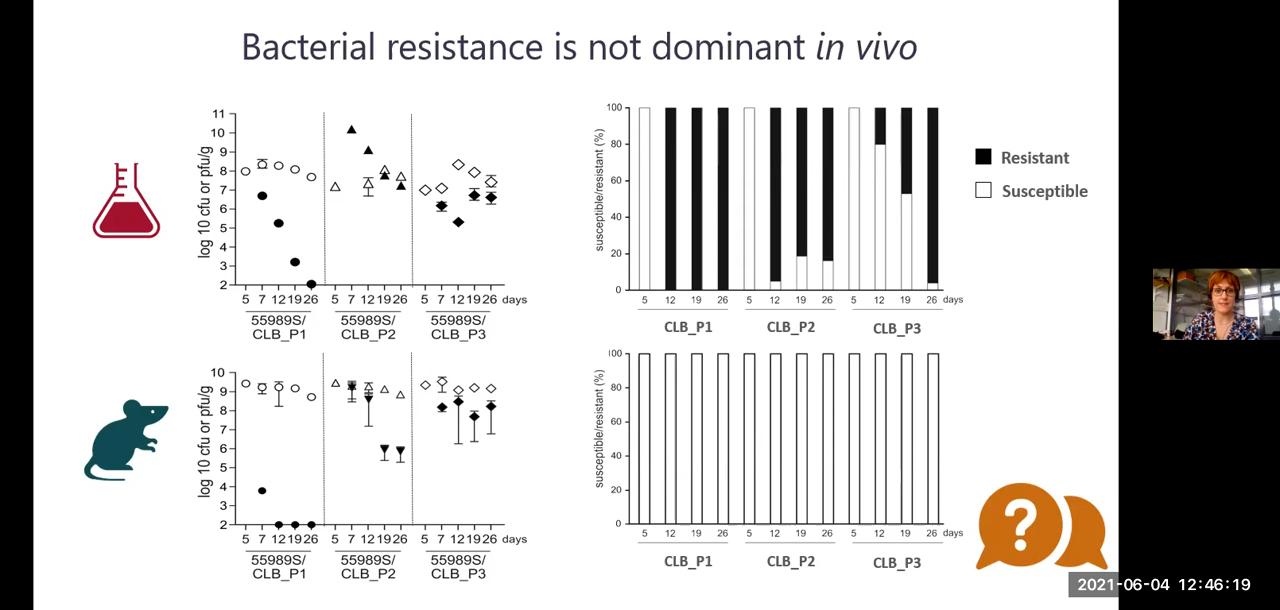 Bacterial resistance is not dominant in vivo
log 10 cfu or pfu/g
11
10
9
8
7
6
5
4
3
2
5 7 12 19 26 5 7 12 19 26 5 7 12 19 26 days
55989S/ 55989S/ 55989S/
CLB_P1 CLB_P2 CLB_P3
susceptible/resistant (%)
100
80
60
40
20
0
5 12 19 26 5 12 19 26 5 12 19 26 days
CLB_P1 CLB_P2 CLB_P3
Resistant
Susceptible
log 10 cfu or pfu/g
10
9
8
7
6
5
4
3
2
5 7 12 19 26 5 7 12 19 26 5 7 12 19 26 days
55989S/ 55989S/ 55989S/
CLB_P1 CLB_P2 CLB_P3
susceptible/resistant (%)
100
80
60
40
20
0
5 12 19 26 5 12 19 26 5 12 19 26 days
CLB_P1 CLB_P2 CLB_P3
?
2021-06-04 12:46:19